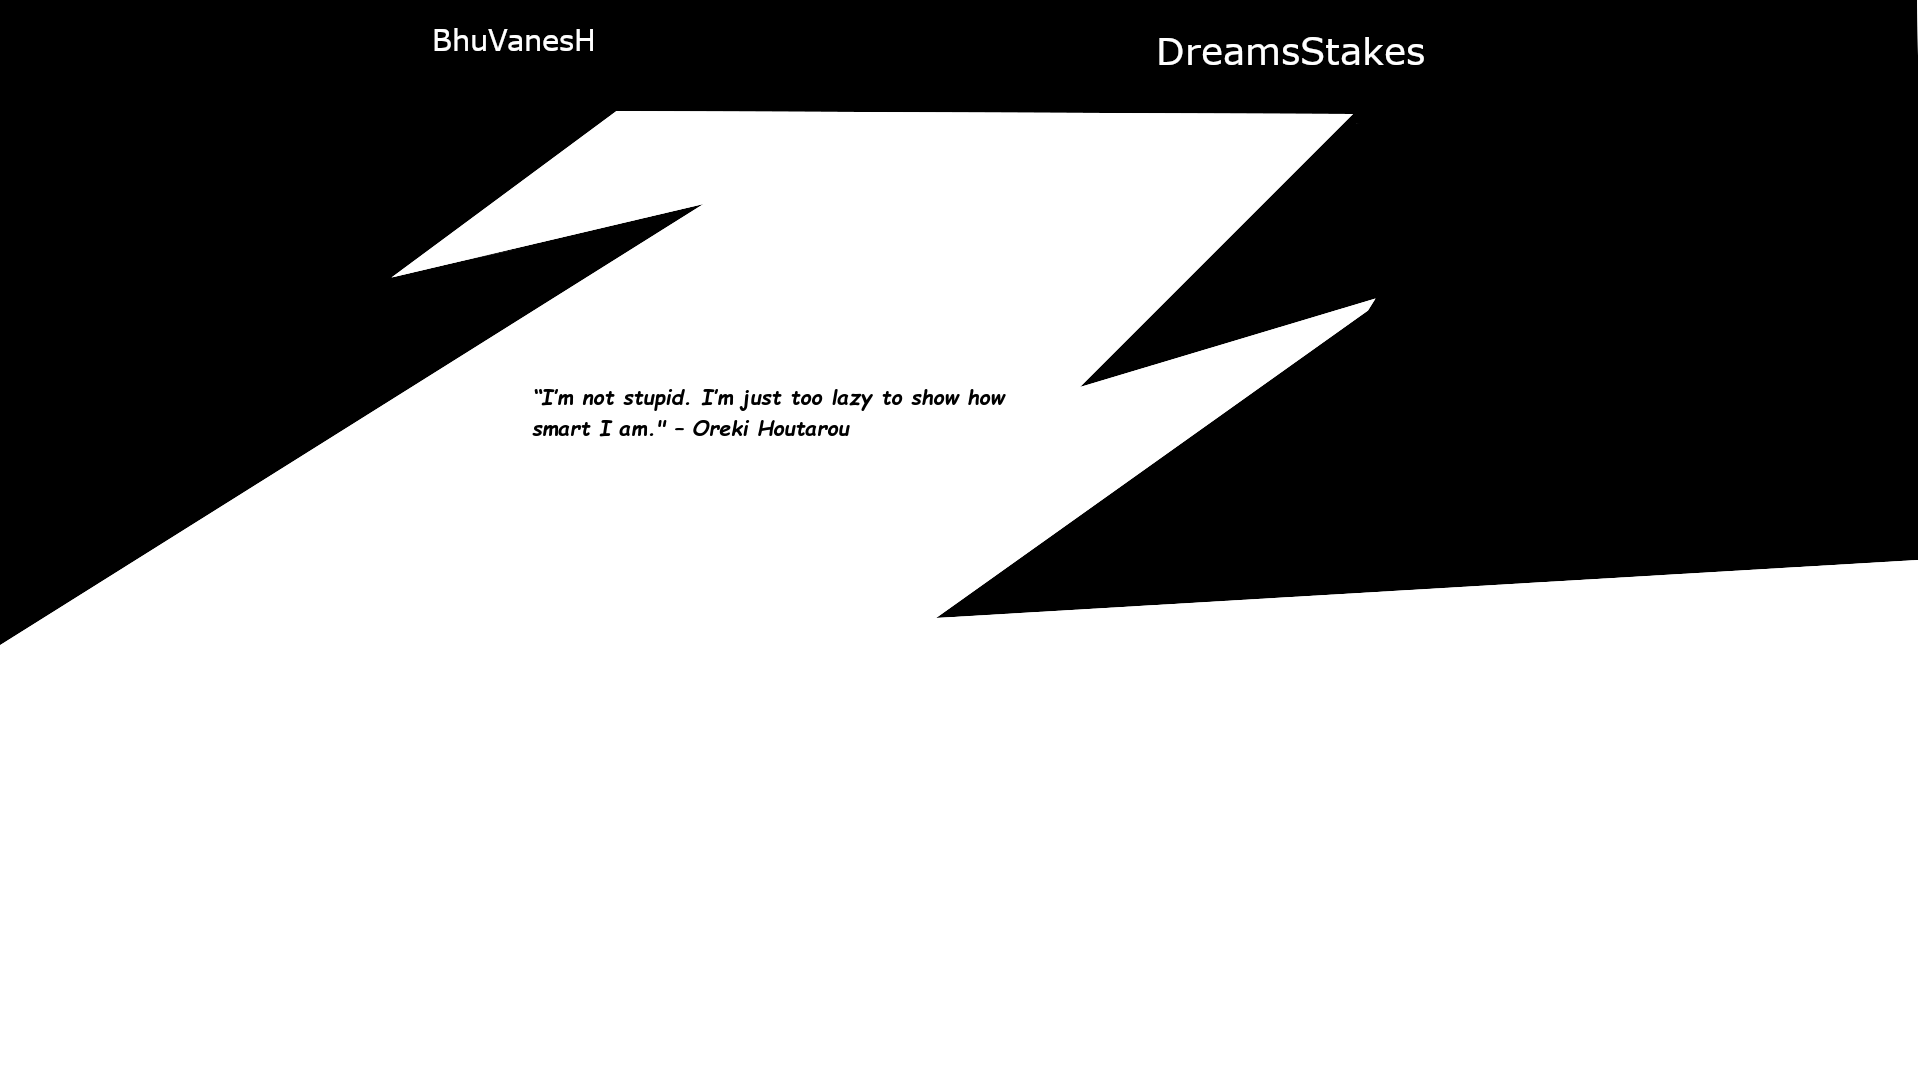 BhuVanesH
DreamsStakes
"I'm not stupid. I'm just too lazy to show how
smart I am." - Oreki Houtarou